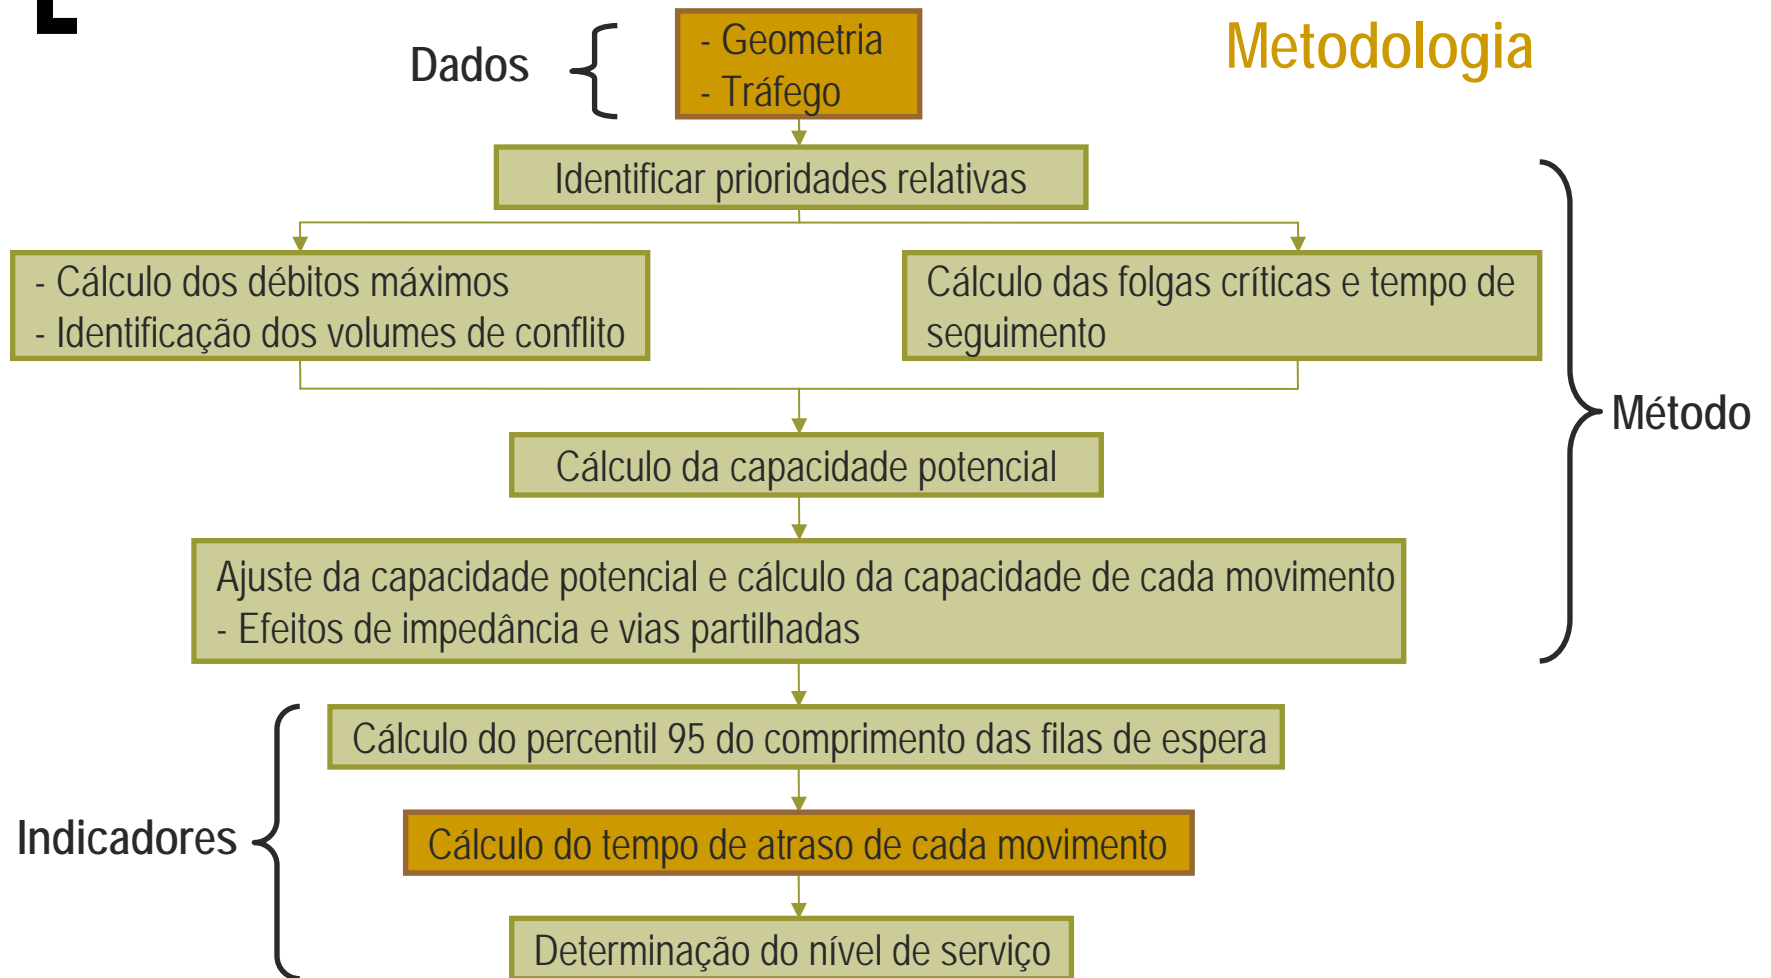 Metodologia
Dados
- Geometria
- Tráfego
Identificar prioridades relativas
- Cálculo dos débitos máximos
- Identificação dos volumes de conflito
Cálculo das folgas críticas e tempo de
seguimento
Método
Cálculo da capacidade potencial
Ajuste da capacidade potencial e cálculo da capacidade de cada movimento
- Efeitos de impedância e vias partilhadas
Indicadores
Cálculo do percentil 95 do comprimento das filas de espera
Cálculo do tempo de atraso de cada movimento
Determinação do nível de serviço